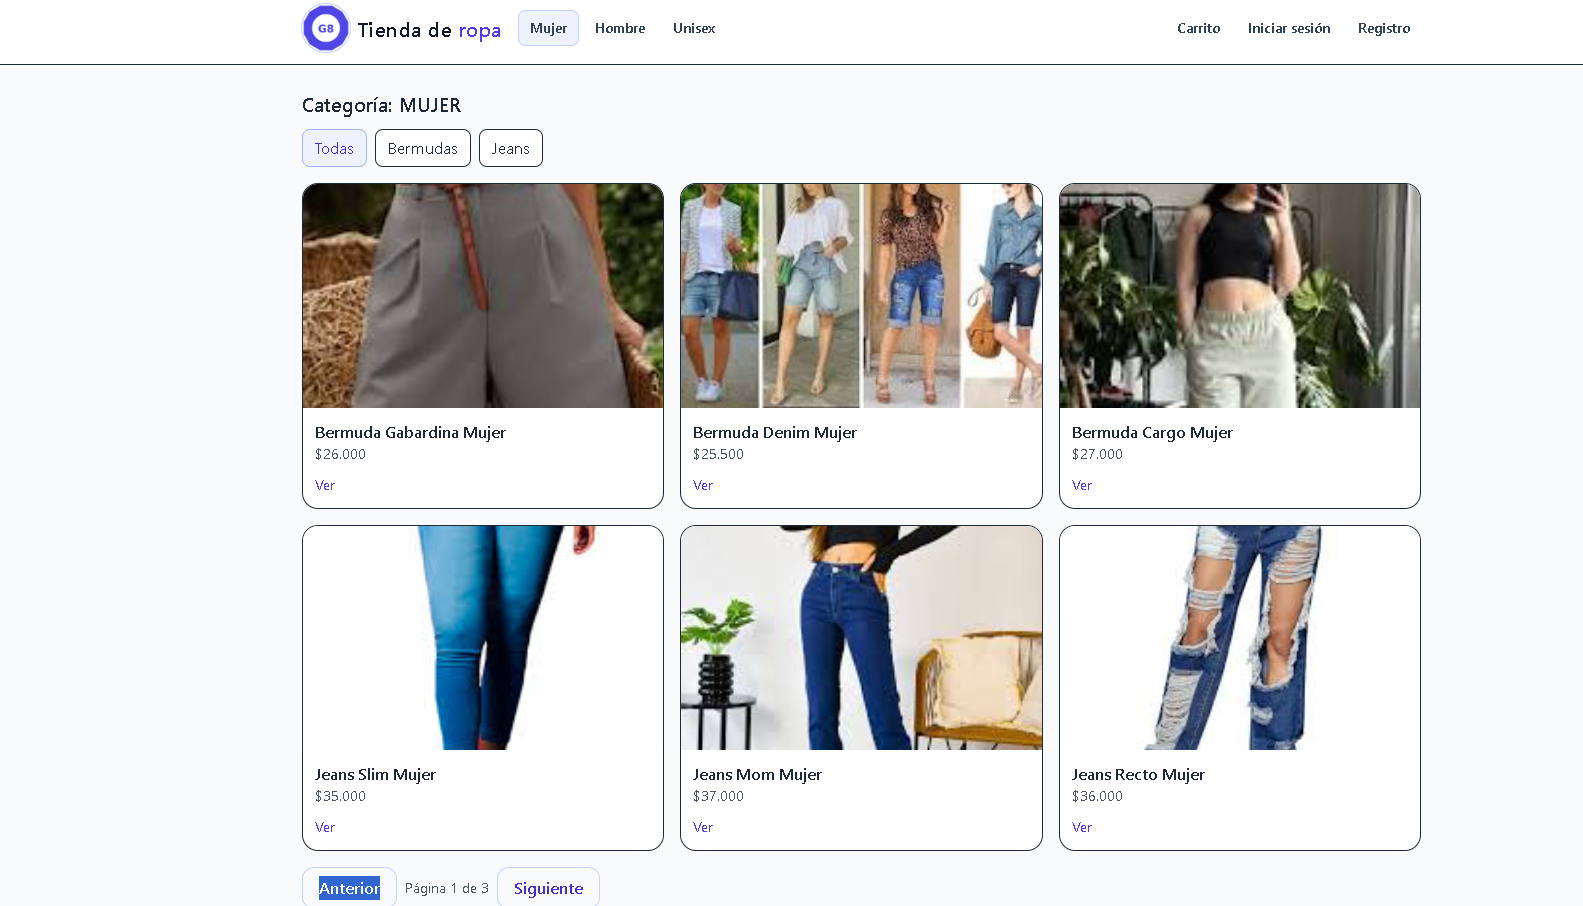 G8 Tienda de ropa Mujer Hombre Unisex Carrito Iniciar sesión Registro
Categoría: MUJER
Todas Bermudas Jeans
Bermuda Gabardina Mujer
$26.000
Ver
Bermuda Denim Mujer
$25.500
Ver
Bermuda Cargo Mujer
$27.000
Ver
Jeans Slim Mujer
$35.000
Ver
Jeans Mom Mujer
$37.000
Ver
Jeans Recto Mujer
$36.000
Ver
Anterior Página 1 de 3 Siguiente